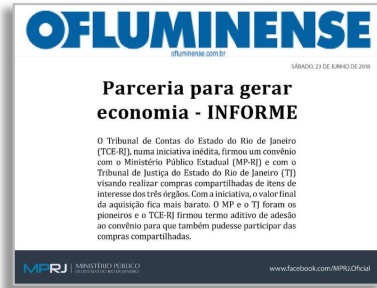 OFLUMINENSE
ofluminense.com.br
SÁBADO, 23 DE JUNHO DE 2018
Parceria para gerar
economia - INFORME
O Tribunal de Contas do Estado do Rio de Janeiro
(TCE-RJ), numa iniciativa inédita, firmou um convênio
com o Ministério Público Estadual (MP-RJ) e com o
Tribunal de Justiça do Estado do Rio de Janeiro (TJ)
visando realizar compras compartilhadas de itens de
interesse dos três órgãos. Com a iniciativa, o valor final
da aquisição fica mais barato. O MP e o TJ foram os
pioneiros e o TCE-RJ firmou termo aditivo de adesão
ao convênio para que também pudesse participar das
compras compartilhadas.
MPRJ MINISTÉRIO PÚBLICO
DO ESTADO DO RIO DE JANEIRO
www.facebook.com/MPRJ.Oficial